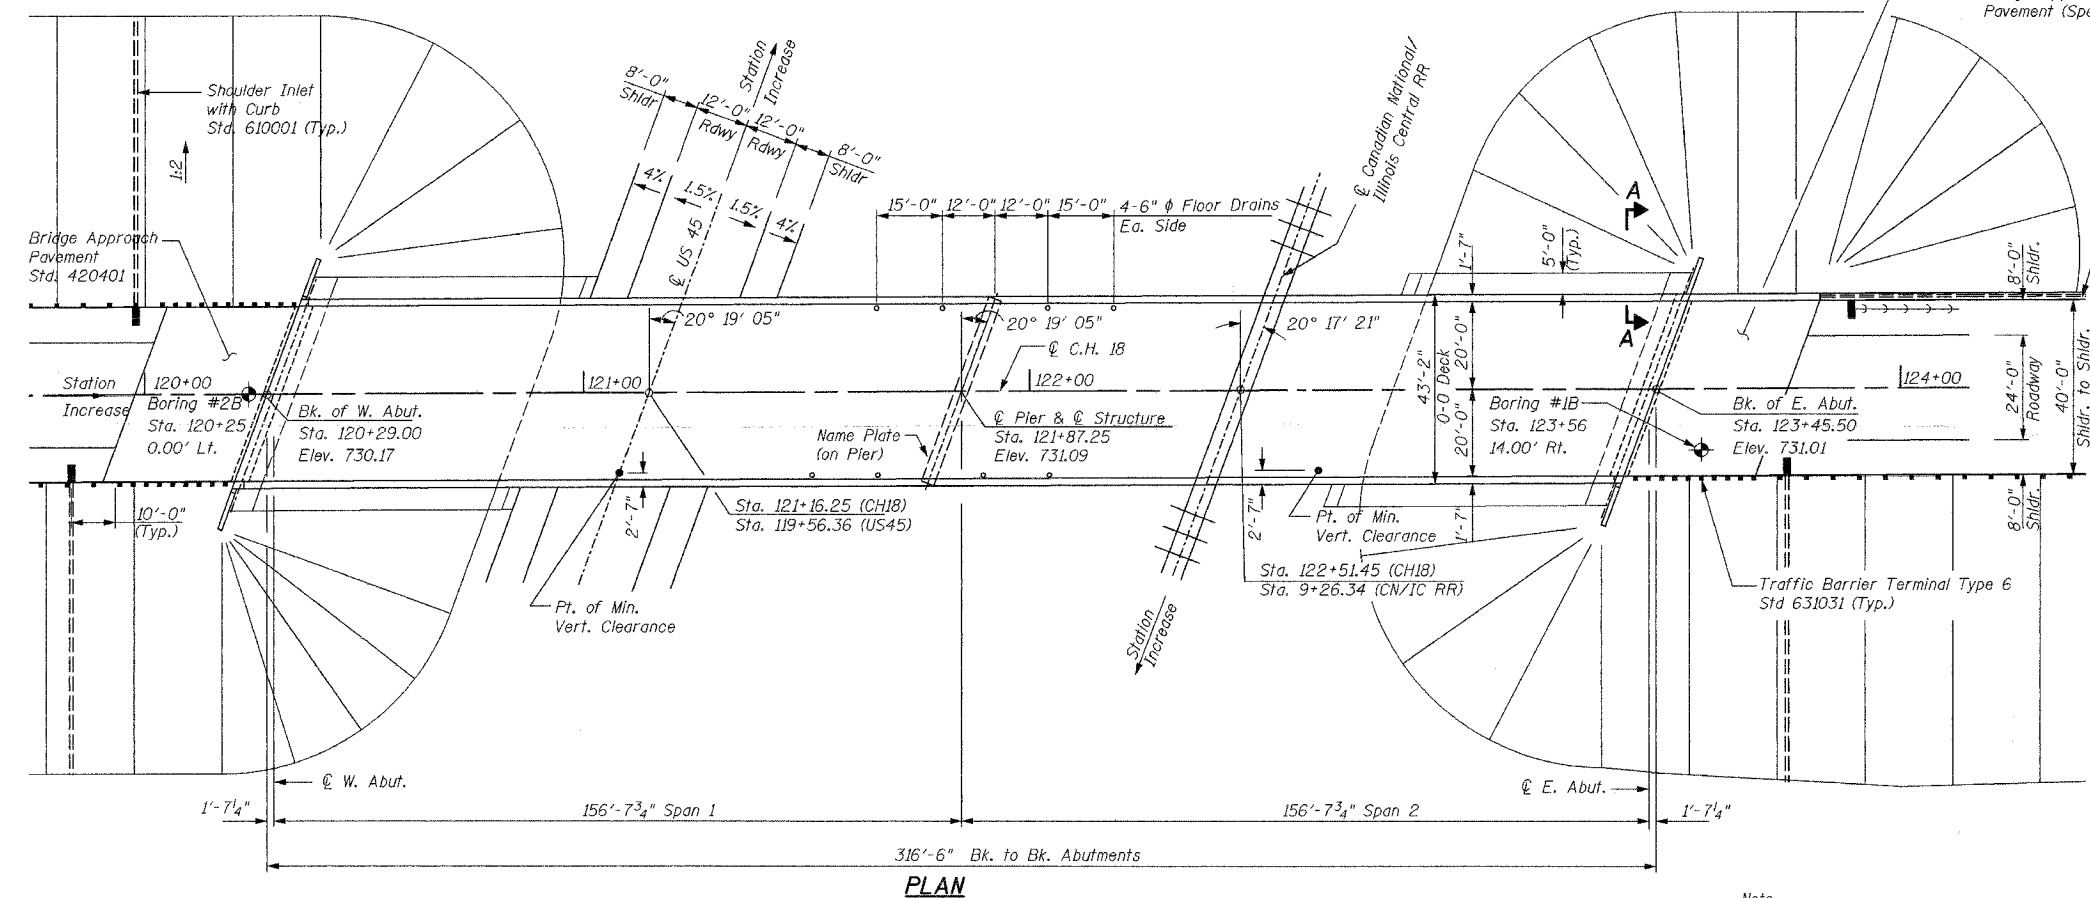 Pavement (Spe
Shoulder Inlet
with Curb
Std. 610001 (Typ.)
1:2
8'-0"
Shldr
12'-0"
Rdwy
12'-0"
Rdwy
8'-0"
Shldr
Station
Increase
4%
1.5%
1.5%
4%
℄ US 45
15'-0"
12'-0"
12'-0"
15'-0"
4-6" ϕ Floor Drains
Ea. Side
℄ Canadian National/
Illinois Central RR
1'-7"
5'-0"
(Typ.)
A
A
8'-0"
Shldr.
Bridge Approach
Pavement
Std. 420401
20° 19' 05"
20° 19' 05"
20° 17' 21"
℄ C.H. 18
43'-2"
O-O Deck
20'-0"
20'-0"
24'-0"
Roadway
40'-0"
Shldr. to Shldr.
Station
Increase
120+00
121+00
122+00
124+00
Boring #2B
Sta. 120+25
0.00' Lt.
Bk. of W. Abut.
Sta. 120+29.00
Elev. 730.17
Name Plate
(on Pier)
℄ Pier & ℄ Structure
Sta. 121+87.25
Elev. 731.09
Boring #1B
Sta. 123+56
14.00' Rt.
Bk. of E. Abut.
Sta. 123+45.50
Elev. 731.01
10'-0"
(Typ.)
2'-7"
Sta. 121+16.25 (CH18)
Sta. 119+56.36 (US45)
2'-7"
Pt. of Min.
Vert. Clearance
1'-7"
8'-0"
Shldr.
Pt. of Min.
Vert. Clearance
Sta. 122+51.45 (CH18)
Sta. 9+26.34 (CN/IC RR)
Station
Increase
Traffic Barrier Terminal Type 6
Std 631031 (Typ.)
℄ W. Abut.
℄ E. Abut.
1'-7¼"
156'-7¾" Span 1
156'-7¾" Span 2
1'-7¼"
316'-6" Bk. to Bk. Abutments
PLAN